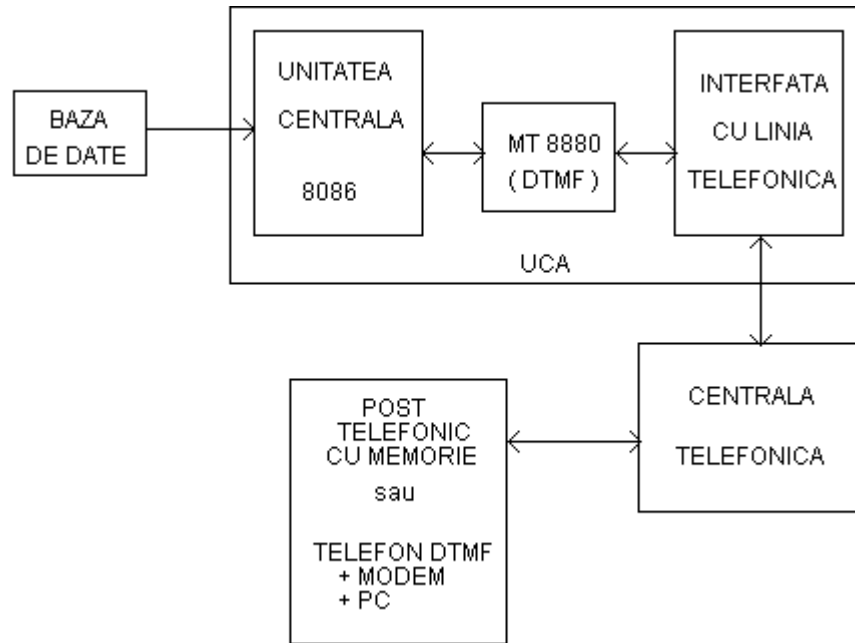 BAZA
DE DATE
UNITATEA
CENTRALA
8086
MT 8880
( DTMF )
INTERFATA
CU LINIA
TELEFONICA
UCA
POST
TELEFONIC
CU MEMORIE
sau
TELEFON DTMF
+ MODEM
+ PC
CENTRALA
TELEFONICA